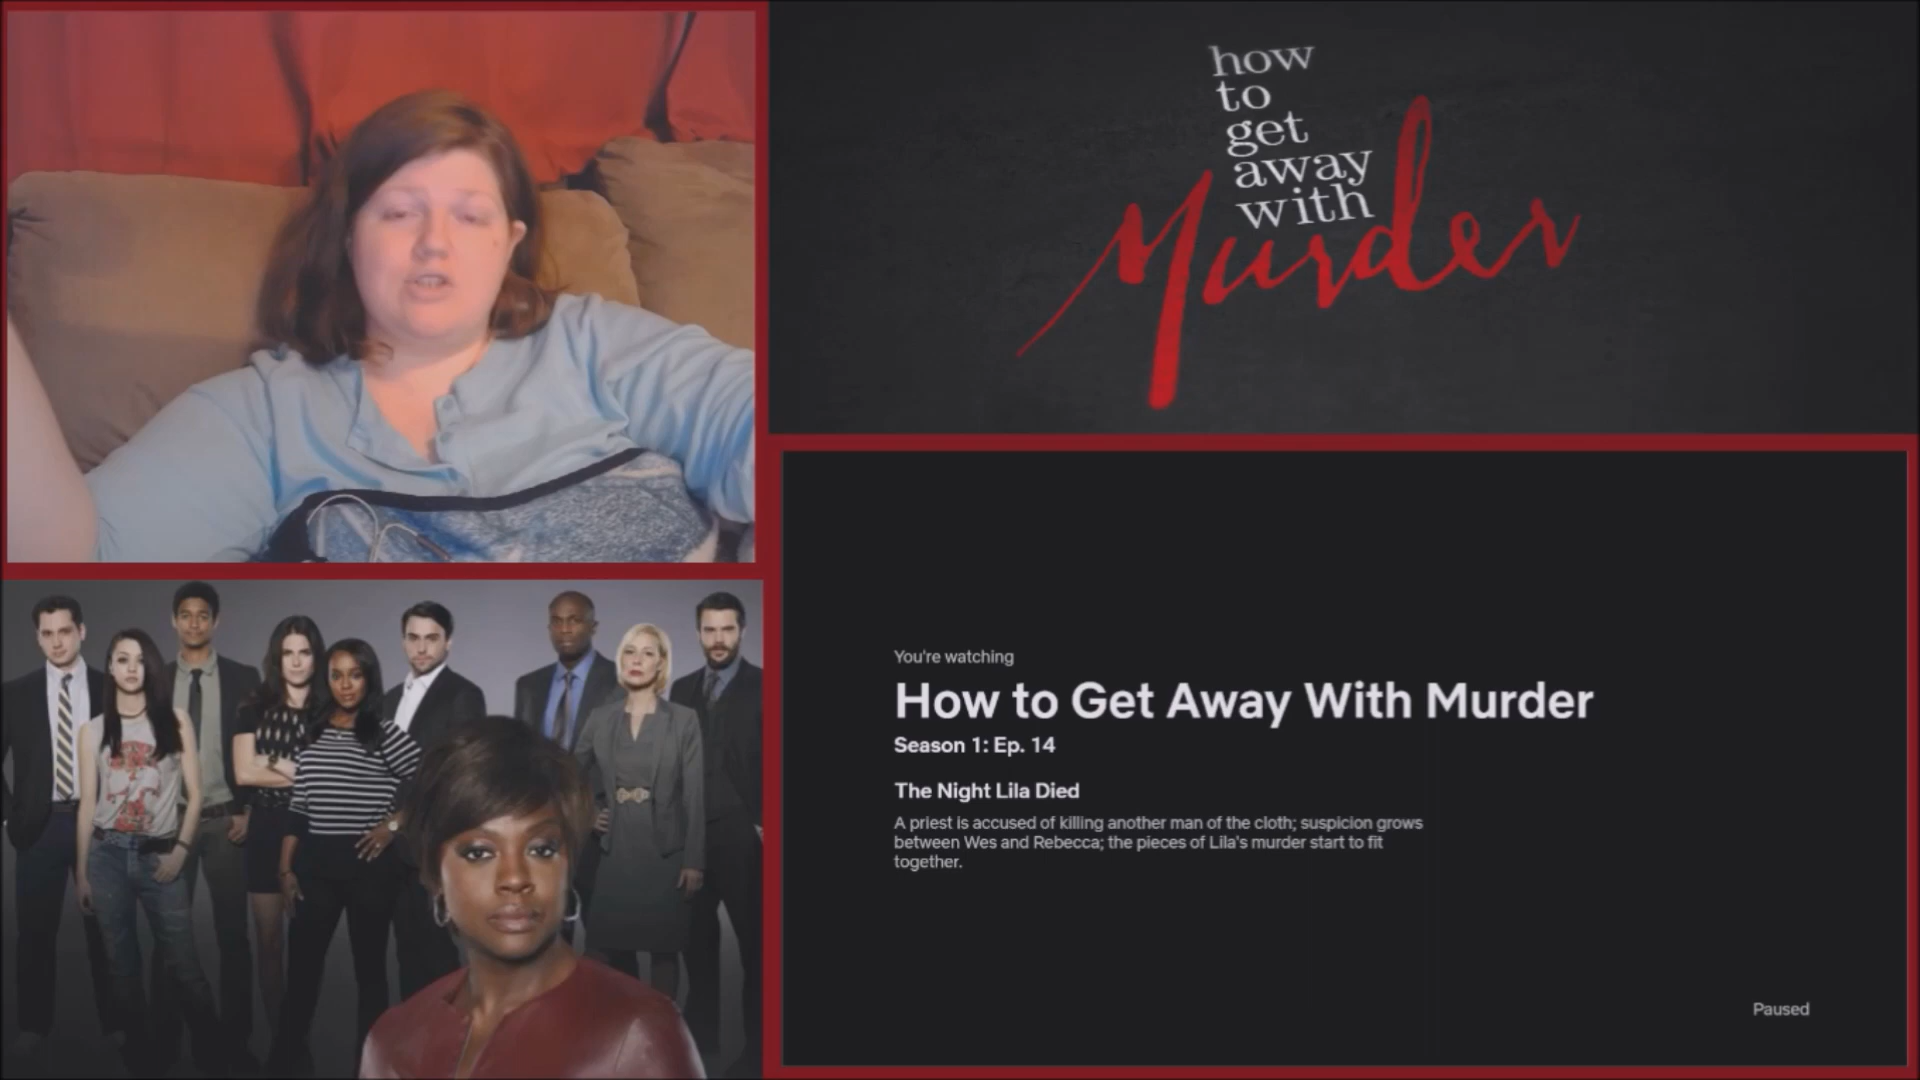 how
to
get
away
with
Murder
You're watching
How to Get Away With Murder
Season 1: Ep. 14
The Night Lila Died
A priest is accused of killing another man of the cloth; suspicion grows
between Wes and Rebecca; the pieces of Lila's murder start to fit
together.
Paused